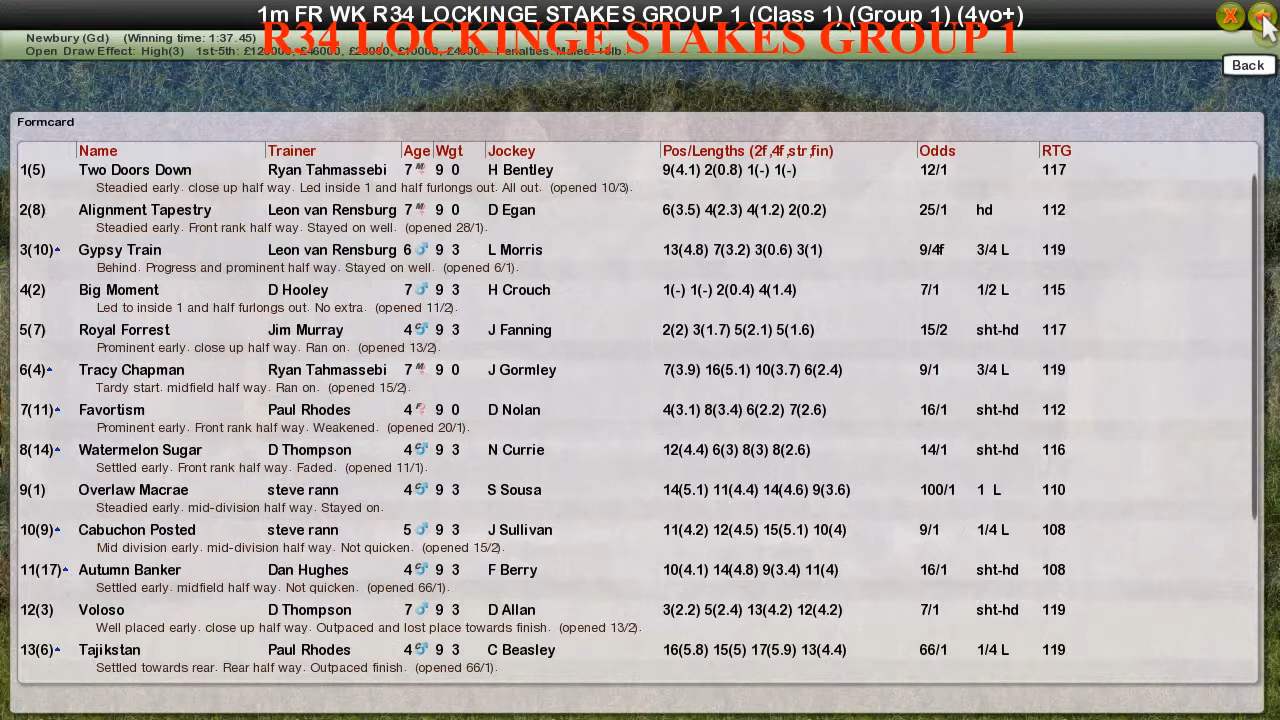 1m FR WK R34 LOCKINGE STAKES GROUP 1 (Class 1) (Group 1) (4yo+)
R34 LOCKINGE STAKES GROUP 1
Newbury (Gd) (Winning time: 1:37.45)
Open Draw Effect: High(3) 1st-5th: Penalties: Males
Back
Formcard
Name Trainer Age Wgt Jockey Pos/Lengths (2f,4f,str,fin) Odds RTG
1(5) Two Doors Down Ryan Tahmassebi 7 9 0 H Bentley 9(4.1) 2(0.8) 1(-) 1(-) 12/1 117
Steadied early. close up half way. Led inside 1 and half furlongs out. All out. (opened 10/3).
2(8) Alignment Tapestry Leon van Rensburg 7 9 0 D Egan 6(3.5) 4(2.3) 4(1.2) 2(0.2) 25/1 hd 112
Steadied early. Front rank half way. Stayed on well. (opened 28/1).
3(10) Gypsy Train Leon van Rensburg 6 9 3 L Morris 13(4.8) 7(3.2) 3(0.6) 3(1) 9/4f 3/4 L 119
Behind. Progress and prominent half way. Stayed on well. (opened 6/1).
4(2) Big Moment D Hooley 7 9 3 H Crouch 1(-) 1(-) 2(0.4) 4(1.4) 7/1 1/2 L 115
Led to inside 1 and half furlongs out. No extra. (opened 11/2).
5(7) Royal Forrest Jim Murray 4 9 3 J Fanning 2(2) 3(1.7) 5(2.1) 5(1.6) 15/2 sht-hd 117
Prominent early. close up half way. Ran on. (opened 13/2).
6(4) Tracy Chapman Ryan Tahmassebi 7 9 0 J Gormley 7(3.9) 16(5.1) 10(3.7) 6(2.4) 9/1 3/4 L 119
Tardy start. midfield half way. Ran on. (opened 15/2).
7(11) Favortism Paul Rhodes 4 9 0 D Nolan 4(3.1) 8(3.4) 6(2.2) 7(2.6) 16/1 sht-hd 112
Prominent early. Front rank half way. Weakened. (opened 20/1).
8(14) Watermelon Sugar D Thompson 4 9 3 N Currie 12(4.4) 6(3) 8(3) 8(2.6) 14/1 sht-hd 116
Settled early. Front rank half way. Faded. (opened 11/1).
9(1) Overlaw Macrae steve rann 4 9 3 S Sousa 14(5.1) 11(4.4) 14(4.6) 9(3.6) 100/1 1 L 110
Steadied early. mid-division half way. Stayed on.
10(9) Cabuchon Posted steve rann 5 9 3 J Sullivan 11(4.2) 12(4.5) 15(5.1) 10(4) 9/1 1/4 L 108
Mid division early. mid-division half way. Not quicken. (opened 15/2).
11(17) Autumn Banker Dan Hughes 4 9 3 F Berry 10(4.1) 14(4.8) 9(3.4) 11(4) 16/1 sht-hd 108
Settled early. midfield half way. Not quicken. (opened 66/1).
12(3) Voloso D Thompson 7 9 3 D Allan 3(2.2) 5(2.4) 13(4.2) 12(4.2) 7/1 sht-hd 119
Well placed early. close up half way. Outpaced and lost place towards finish. (opened 13/2).
13(6) Tajikstan Paul Rhodes 4 9 3 C Beasley 16(5.8) 15(5) 17(5.9) 13(4.4) 66/1 1/4 L 119
Settled towards rear. Rear half way. Outpaced finish. (opened 66/1).